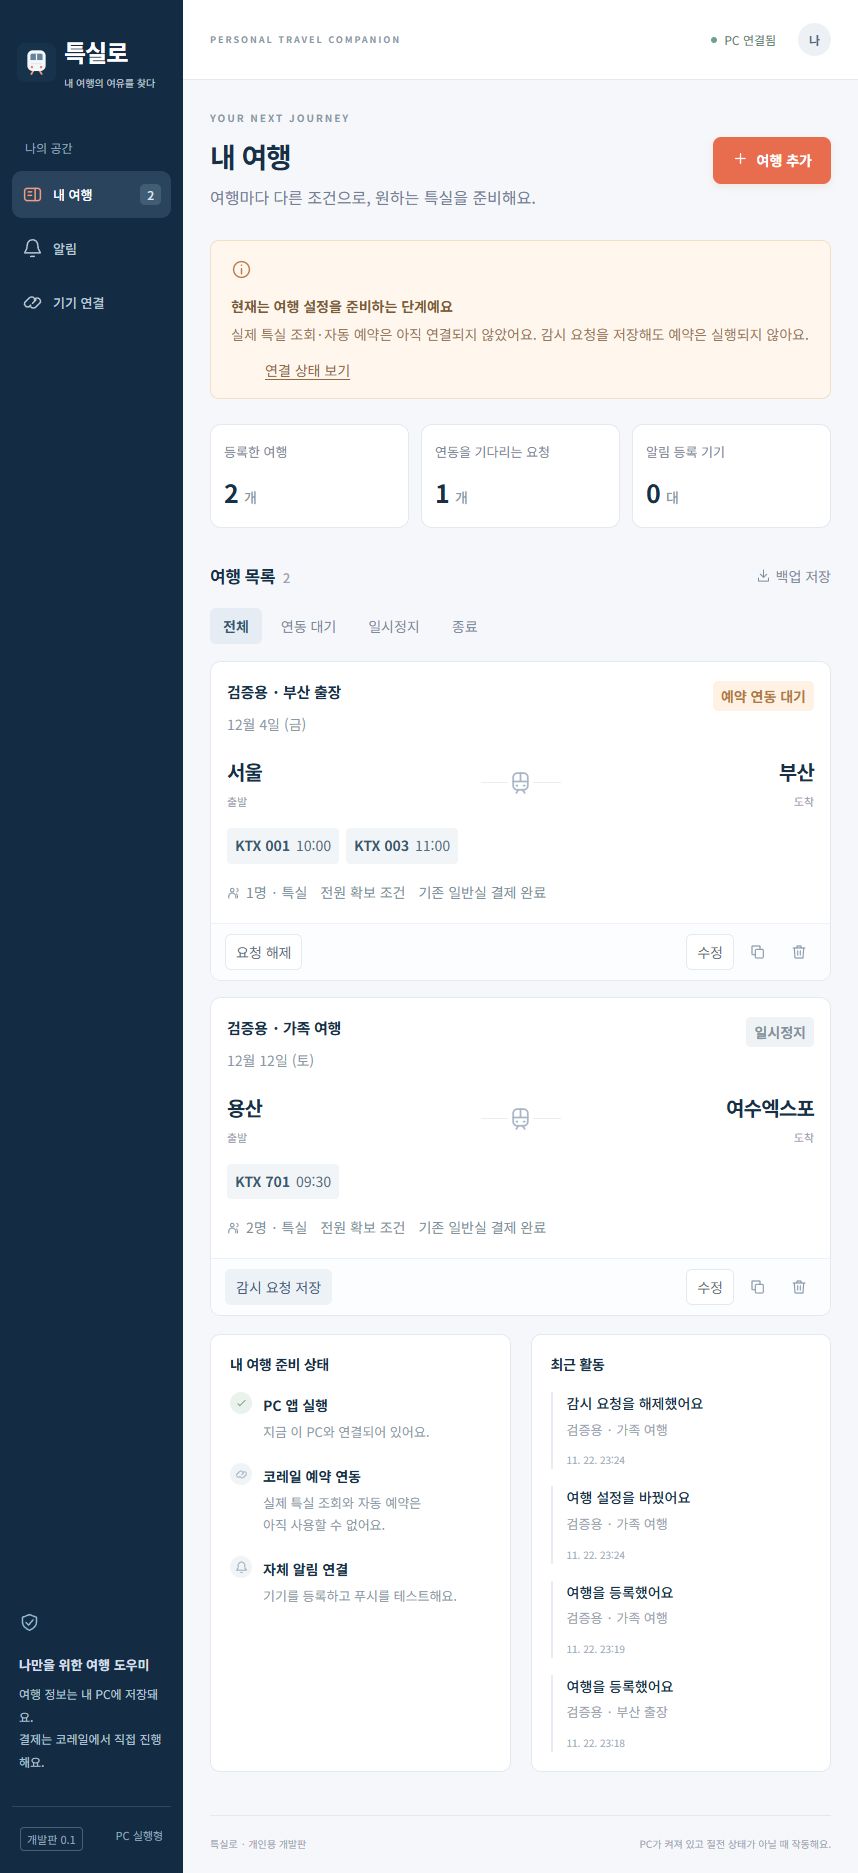 특실로
내 여행의 여유를 찾다
나의 공간
내 여행 2
알림
기기 연결
나만을 위한 여행 도우미
여행 정보는 내 PC에 저장돼
요.
결제는 코레일에서 직접 진행
해요.
개발판 0.1 PC 실행형
PERSONAL TRAVEL COMPANION
PC 연결됨 나
YOUR NEXT JOURNEY
내 여행
여행마다 다른 조건으로, 원하는 특실을 준비해요.
+ 여행 추가
현재는 여행 설정을 준비하는 단계예요
실제 특실 조회·자동 예약은 아직 연결되지 않았어요. 감시 요청을 저장해도 예약은 실행되지 않아요.
연결 상태 보기
등록한 여행
2 개
연동을 기다리는 요청
1 개
알림 등록 기기
0 대
여행 목록 2
백업 저장
전체 연동 대기 일시정지 종료
검증용 · 부산 출장
예약 연동 대기
12월 4일 (금)
서울 부산
출발 도착
KTX 001 10:00 KTX 003 11:00
1명 · 특실 전원 확보 조건 기존 일반실 결제 완료
요청 해제 수정
검증용 · 가족 여행
일시정지
12월 12일 (토)
용산 여수엑스포
출발 도착
KTX 701 09:30
2명 · 특실 전원 확보 조건 기존 일반실 결제 완료
감시 요청 저장 수정
내 여행 준비 상태
PC 앱 실행
지금 이 PC와 연결되어 있어요.
코레일 예약 연동
실제 특실 조회와 자동 예약은
아직 사용할 수 없어요.
자체 알림 연결
기기를 등록하고 푸시를 테스트해요.
최근 활동
감시 요청을 해제했어요
검증용 · 가족 여행
11. 22. 23:24
여행 설정을 바꿨어요
검증용 · 가족 여행
11. 22. 23:24
여행을 등록했어요
검증용 · 가족 여행
11. 22. 23:19
여행을 등록했어요
검증용 · 부산 출장
11. 22. 23:18
특실로 · 개인용 개발판
PC가 켜져 있고 절전 상태가 아닐 때 작동해요.